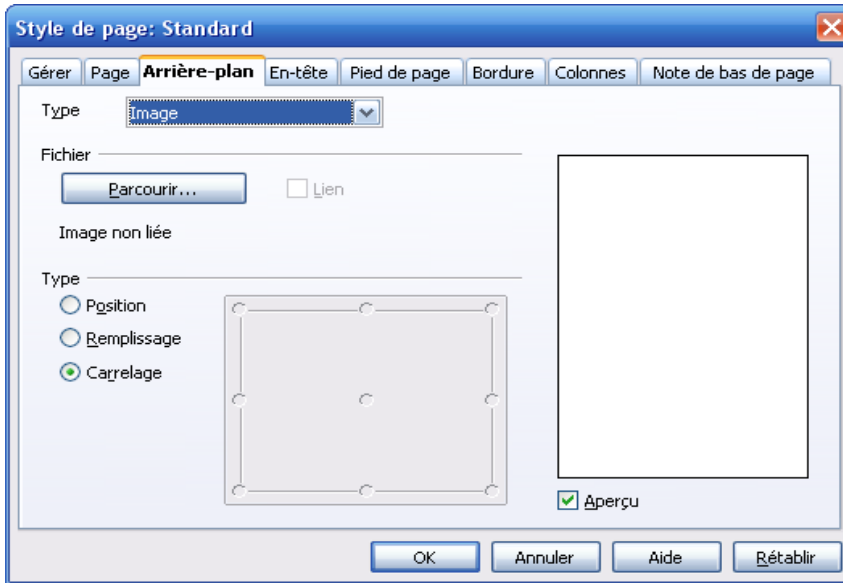 Style de page: Standard
Gérer Page Arrière-plan En-tête Pied de page Bordure Colonnes Note de bas de page
Type Image
Fichier
Parcourir... Lien
Image non liée
Type
Position
Remplissage
Carrelage
Aperçu
OK Annuler Aide Rétablir